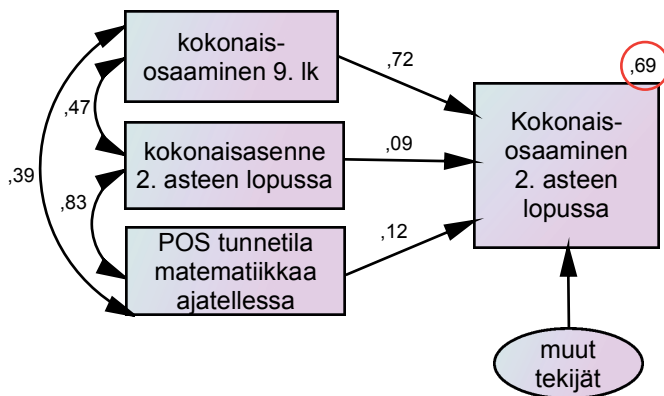 kokonais-
osaaminen 9. lk
,72
,69
,47
Kokonais-
osaaminen
2. asteen
lopussa
kokonaisasenne
2. asteen lopussa
,09
,39
,83
,12
POS tunnetila
matematiikkaa
ajatellessa
muut
tekijät